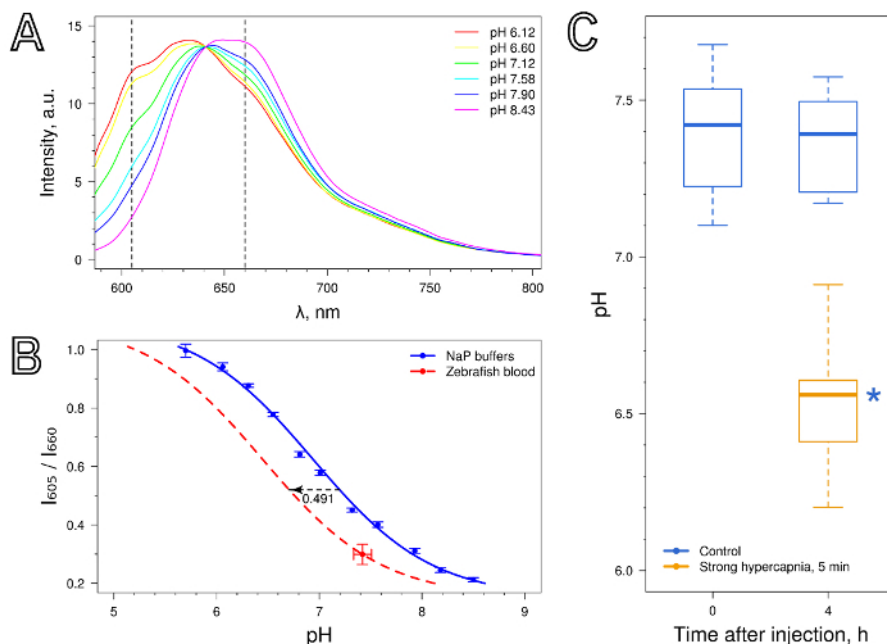 A
Intensity, a.u.
15
10
5
0
pH 6.12
pH 6.60
pH 7.12
pH 7.58
pH 7.90
pH 8.43
600
650
700
750
800
λ, nm
B
I605 / I660
1.0
0.8
0.6
0.4
0.2
NaP buffers
Zebrafish blood
0.491
5
6
7
8
9
pH
C
pH
7.5
7.0
6.5
6.0
*
Control
Strong hypercapnia, 5 min
0
4
Time after injection, h